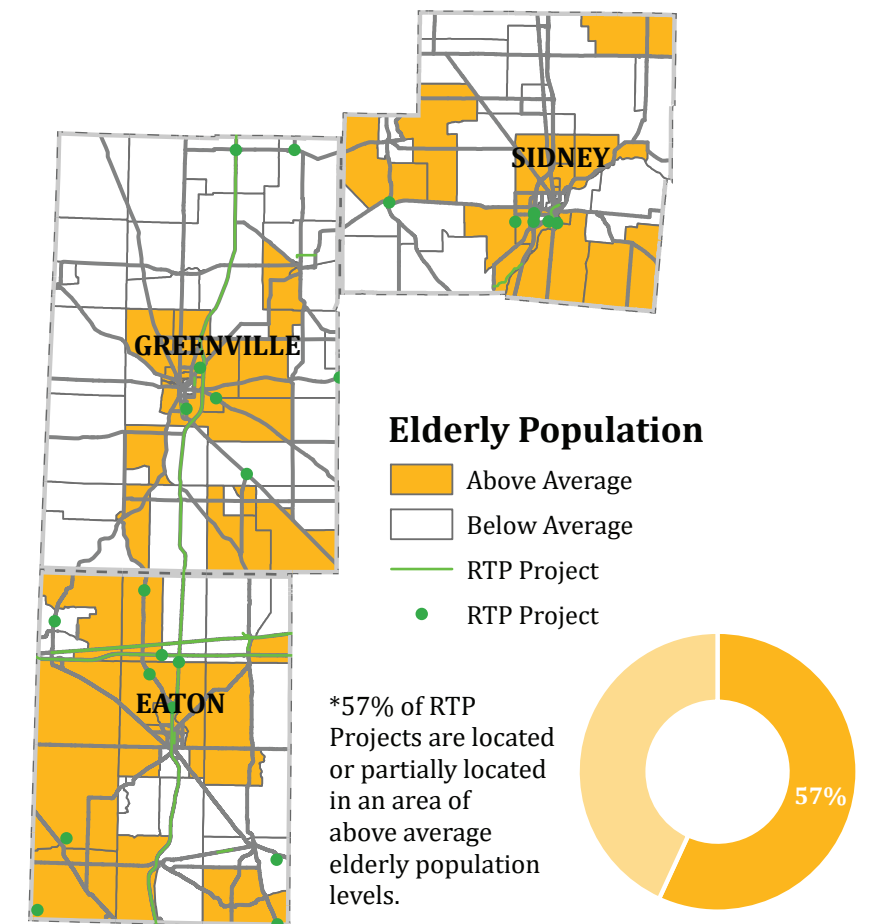 SIDNEY
GREENVILLE
Elderly Population
Above Average
Below Average
RTP Project
RTP Project
EATON
*57% of RTP
Projects are located
or partially located
in an area of
above average
elderly population
levels.
57%